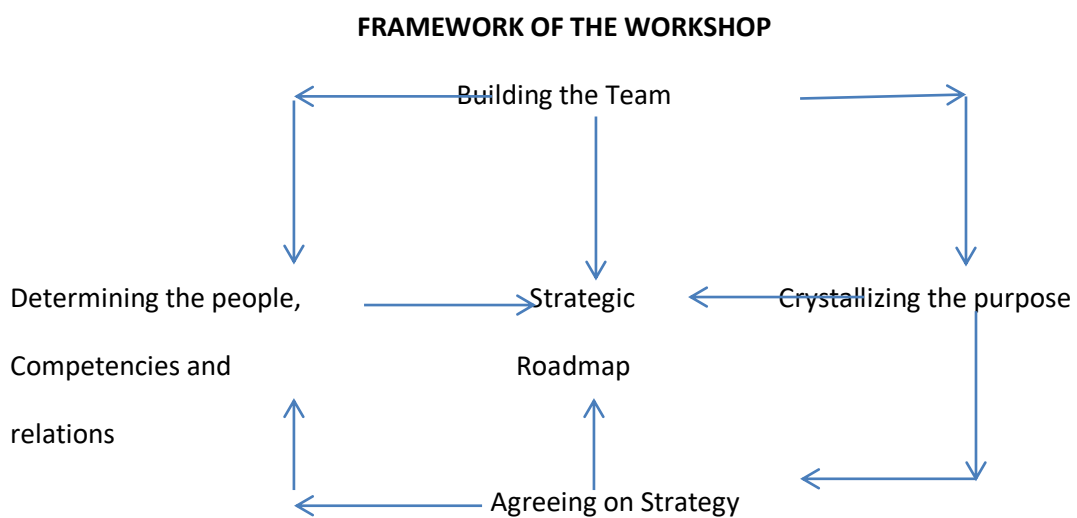 FRAMEWORK OF THE WORKSHOP
Building the Team
Determining the people,
Competencies and
relations
Strategic
Roadmap
Crystallizing the purpose
Agreeing on Strategy